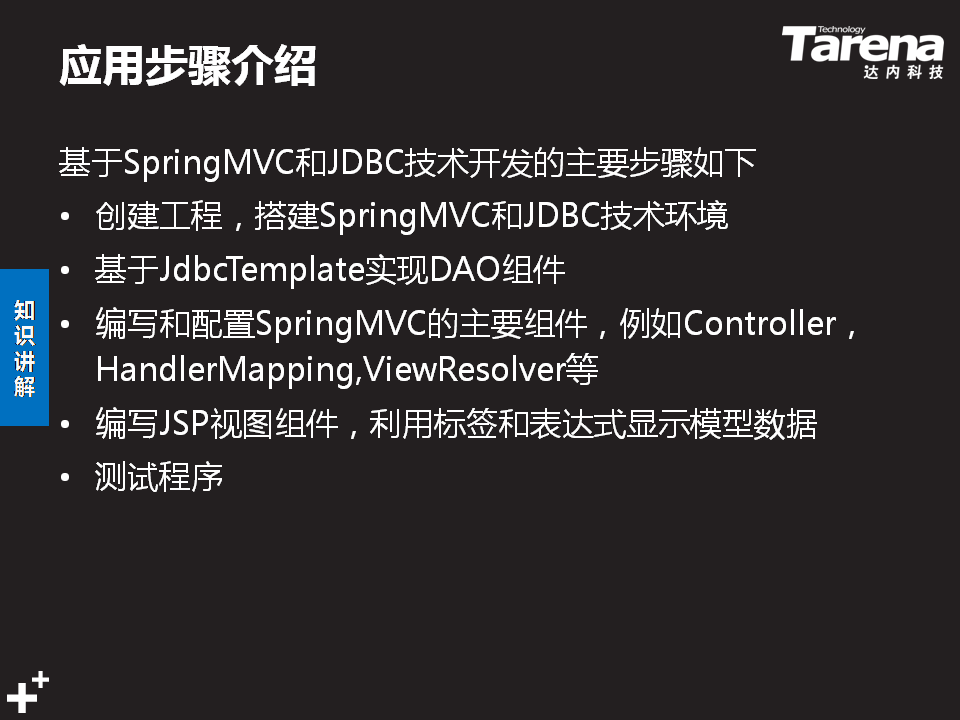 应用步骤介绍
Technology
Tarena
达内科技
基于SpringMVC和JDBC技术开发的主要步骤如下
• 创建工程，搭建SpringMVC和JDBC技术环境
• 基于JdbcTemplate实现DAO组件
• 编写和配置SpringMVC的主要组件，例如Controller，
HandlerMapping,ViewResolver等
• 编写JSP视图组件，利用标签和表达式显示模型数据
• 测试程序
知识讲解